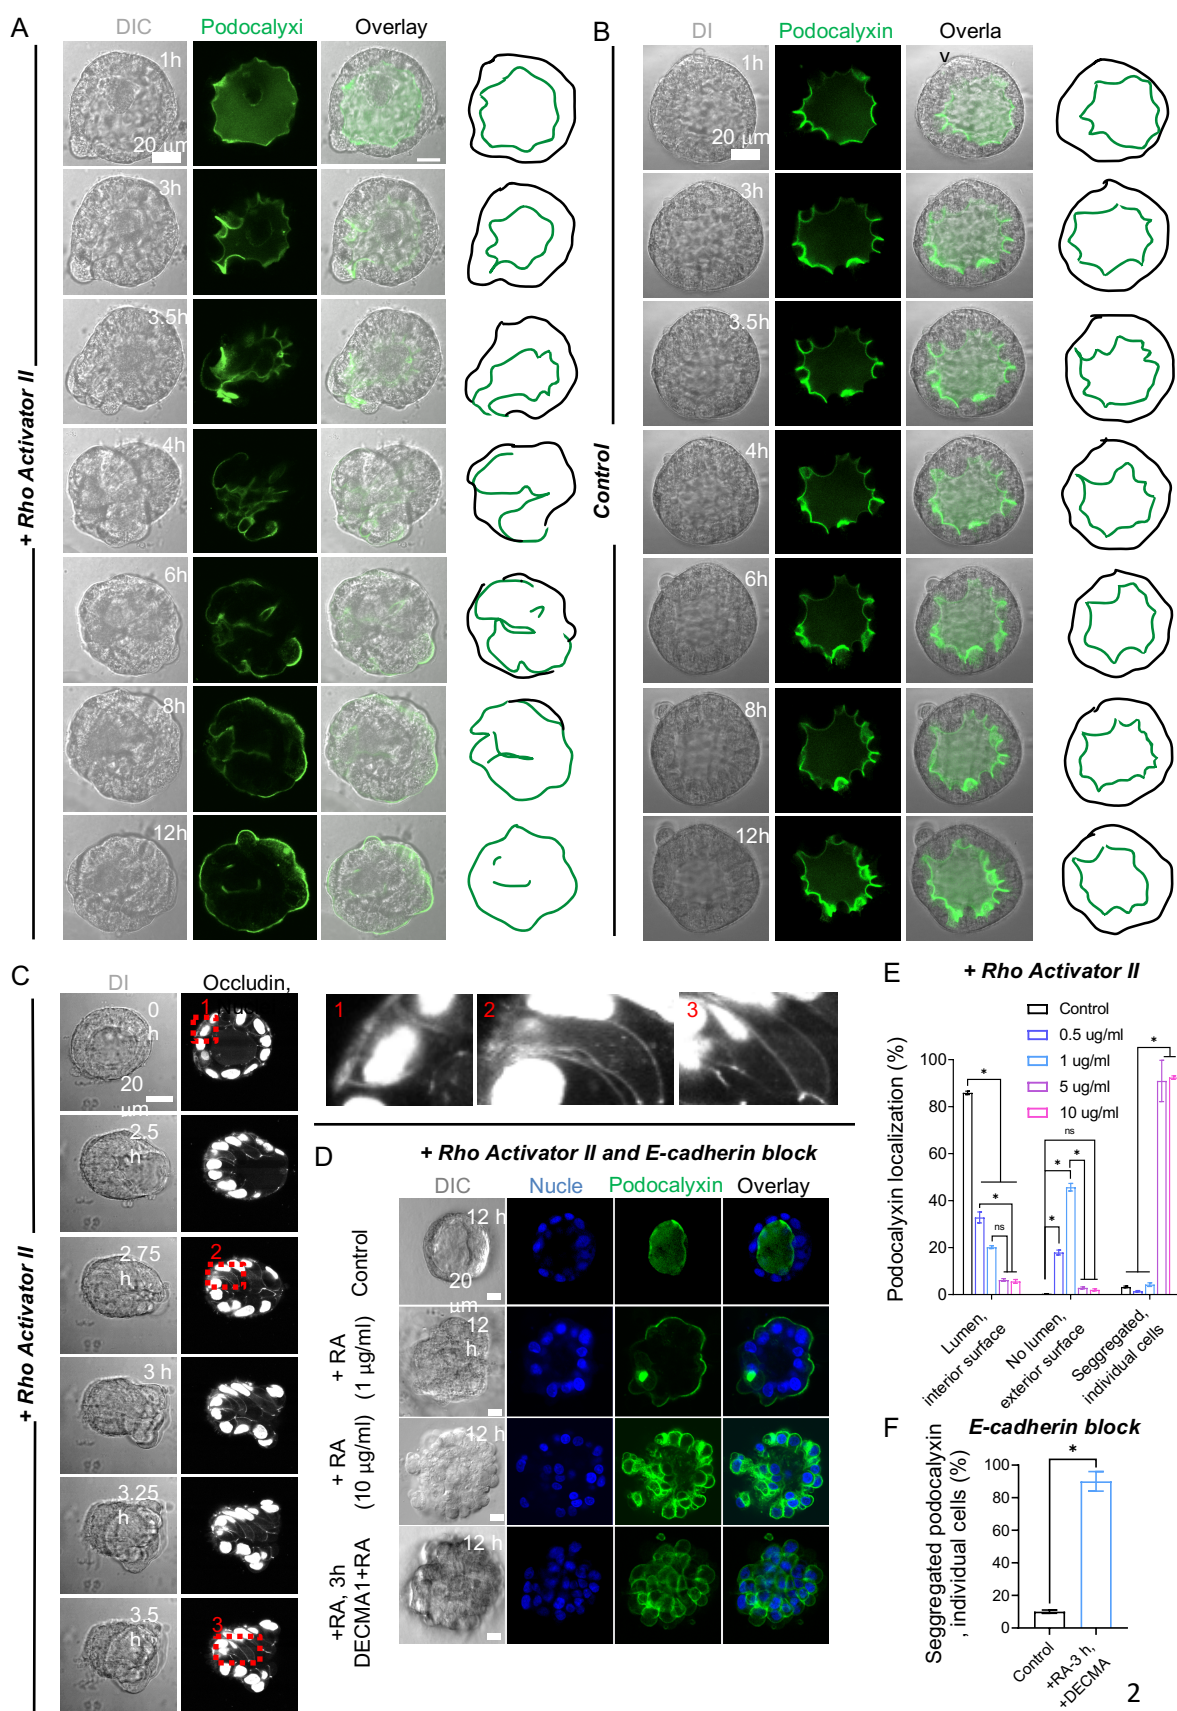 A
DIC
Podocalyxi
Overlay
+ Rho Activator II
1h
20 µm
3h
3.5h
4h
6h
8h
12h
B
DI
Podocalyxin
Overla
y
Control
1h
20 µm
3h
3.5h
4h
6h
8h
12h
C
DI
Occludin,
+ Rho Activator II
+ Rho Activator II
0
h
20
µm
2.5
h
2.75
h
3 h
3.25
h
3.5
h
1
2
3
1
2
3
D
+ Rho Activator II and E-cadherin block
DIC
Nucle
Podocalyxin
Overlay
Control
12 h
20
µm
+ RA
(1 µg/ml)
12
h
+ RA
(10 µg/ml)
12h
+RA, 3h
DECMA1+RA
12h
E
+ Rho Activator II
Control
0.5 ug/ml
1 ug/ml
5 ug/ml
10 ug/ml
Podocalyxin localization (%)
100
80
60
40
20
0
*
*
ns
*
*
*
ns
*
Lumen,
interior surface
No lumen,
exterior surface
Seggregated,
individual cells
F
E-cadherin block
Seggregated podocalyxin
, individual cells (%)
100
80
60
40
20
0
*
Control
+RA-3 h,
+DECMA
2